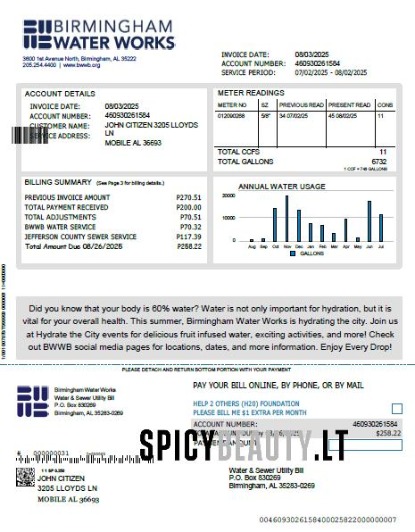 BIRMINGHAM
WATER WORKS
3600 1st Avenue North, Birmingham, AL 35222
205.254.4400 | www.bwwb.org
INVOICE DATE: 08/03/2025
ACCOUNT NUMBER: 460930261584
SERVICE PERIOD: 07/02/2025 - 08/02/2025
ACCOUNT DETAILS
INVOICE DATE: 08/03/2025
ACCOUNT NUMBER: 460930261584
CUSTOMER NAME: JOHN CITIZEN 3205 LLOYDS
SERVICE ADDRESS: LN
MOBILE AL 36693
METER READINGS
METER NO SZ PREVIOUS READ PRESENT READ CONS
012090288 5/8" 34 07/02/25 45 08/02/25 11
TOTAL CCFS 11
TOTAL GALLONS 6732
1 CCF = 748 GALLONS
BILLING SUMMARY (See Page 3 for billing details.)
PREVIOUS INVOICE AMOUNT P270.51
TOTAL PAYMENT RECEIVED P200.00
TOTAL ADJUSTMENTS P70.51
BWWB WATER SERVICE P70.32
JEFFERSON COUNTY SEWER SERVICE P117.39
Total Amount Due 08/26/2025 P258.22
ANNUAL WATER USAGE
20000
10000
0
Aug Sep Oct Nov Dec Jan Feb Mar Apr May Jun Jul
GALLONS
Did you know that your body is 60% water? Water is not only important for hydration, but it is
vital for your overall health. This summer, Birmingham Water Works is hydrating the city. Join us
at Hydrate the City events for delicious fruit infused water, exciting activities, and more! Check
out BWWB social media pages for locations, dates, and more information. Enjoy Every Drop!
PLEASE DETACH AND RETURN BOTTOM PORTION WITH YOUR PAYMENT
Birmingham Water Works
Water & Sewer Utility Bill
P.O. Box 830269
Birmingham, AL 35283-0269
PAY YOUR BILL ONLINE, BY PHONE, OR BY MAIL
HELP 2 OTHERS (H2O) FOUNDATION
PLEASE BILL ME $1 EXTRA PER MONTH
ACCOUNT NUMBER: 460930261584
$258.22
PAYMENT AMOUNT
SPICYBEAUTY.LT
JOHN CITIZEN
3205 LLOYDS LN
MOBILE AL 36693
Water & Sewer Utility Bill
P.O. Box 830269
Birmingham, AL 35283-0269